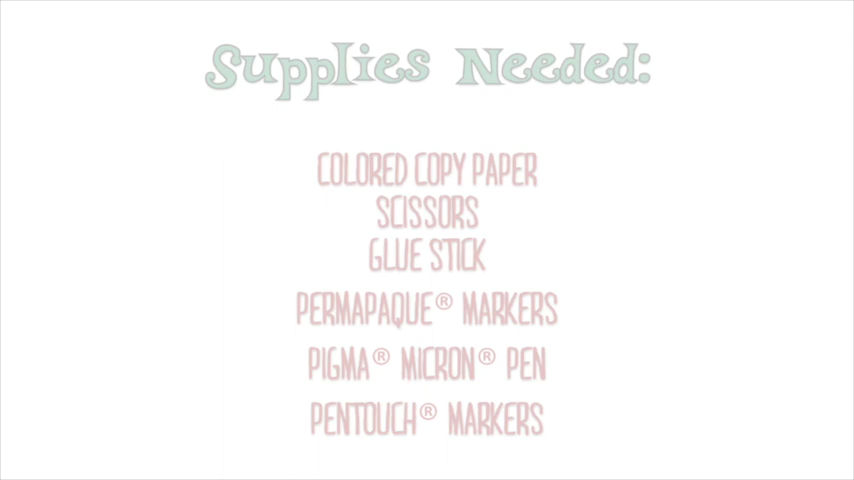 Supplies Needed:
COLORED COPY PAPER
SCISSORS
GLUE STICK
PERMAPAQUE® MARKERS
PIGMA® MICRON® PEN
PENTOUCH® MARKERS